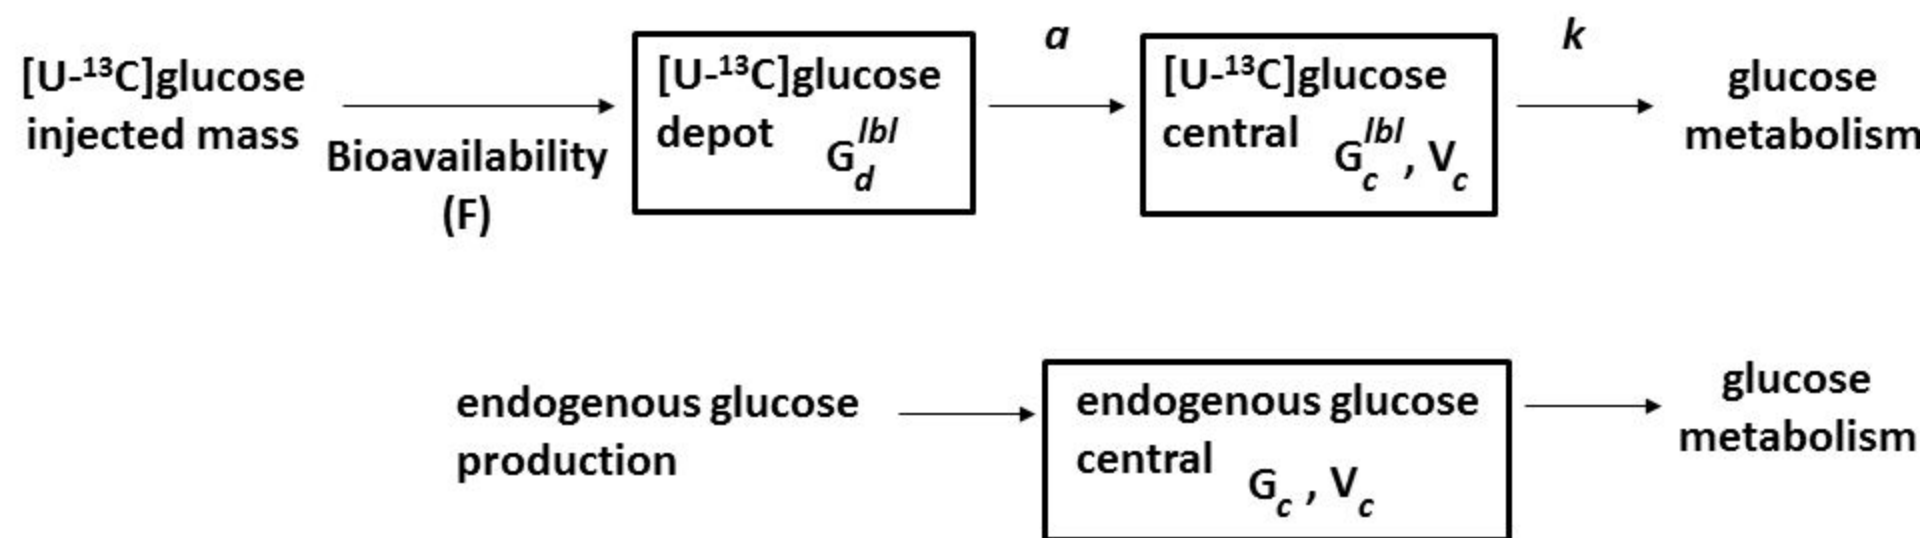 [U-¹³C]glucose
injected mass
Bioavailability
(F)
[U-¹³C]glucose
depot G_d^lbl
a
[U-¹³C]glucose
central G_c^lbl, V_c
k
glucose
metabolism
endogenous glucose
production
endogenous glucose
central G_c, V_c
glucose
metabolism